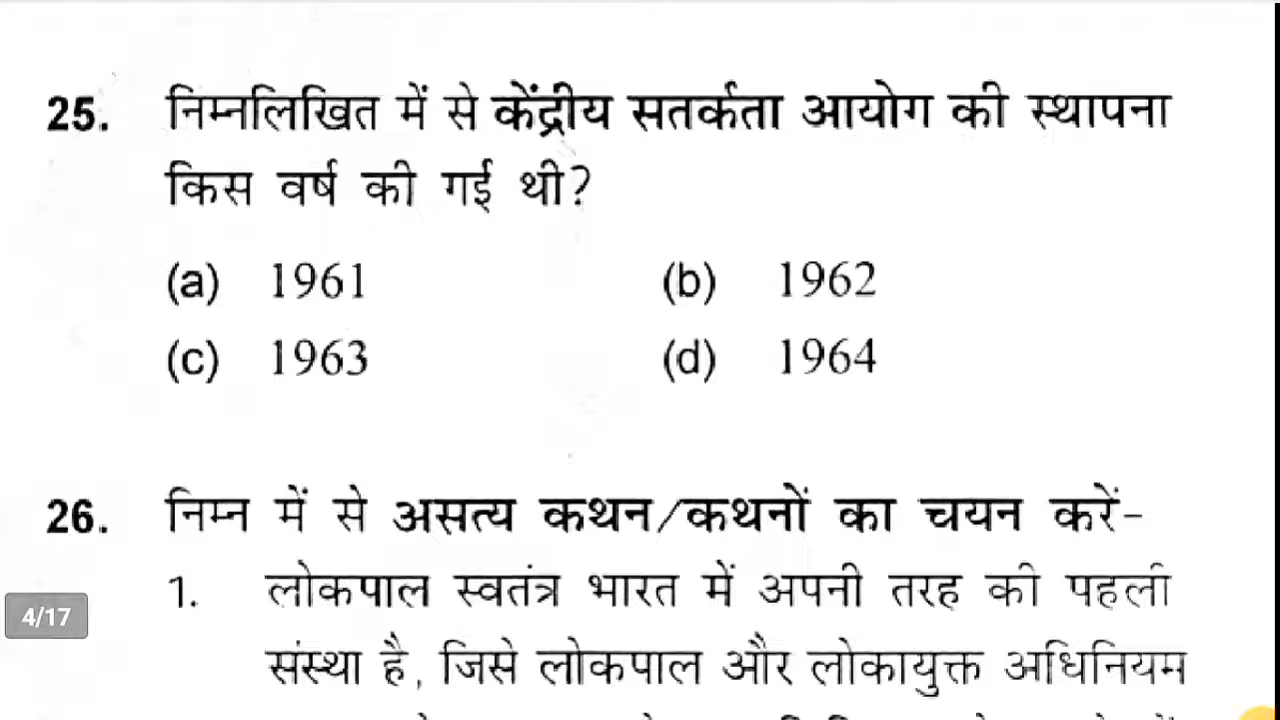 25. निम्नलिखित में से केंद्रीय सतर्कता आयोग की स्थापना
किस वर्ष की गई थी?
(a) 1961 (b) 1962
(c) 1963 (d) 1964
26. निम्न में से असत्य कथन/कथनों का चयन करें-
1. लोकपाल स्वतंत्र भारत में अपनी तरह की पहली
4/17
संस्था है, जिसे लोकपाल और लोकायुक्त अधिनियम